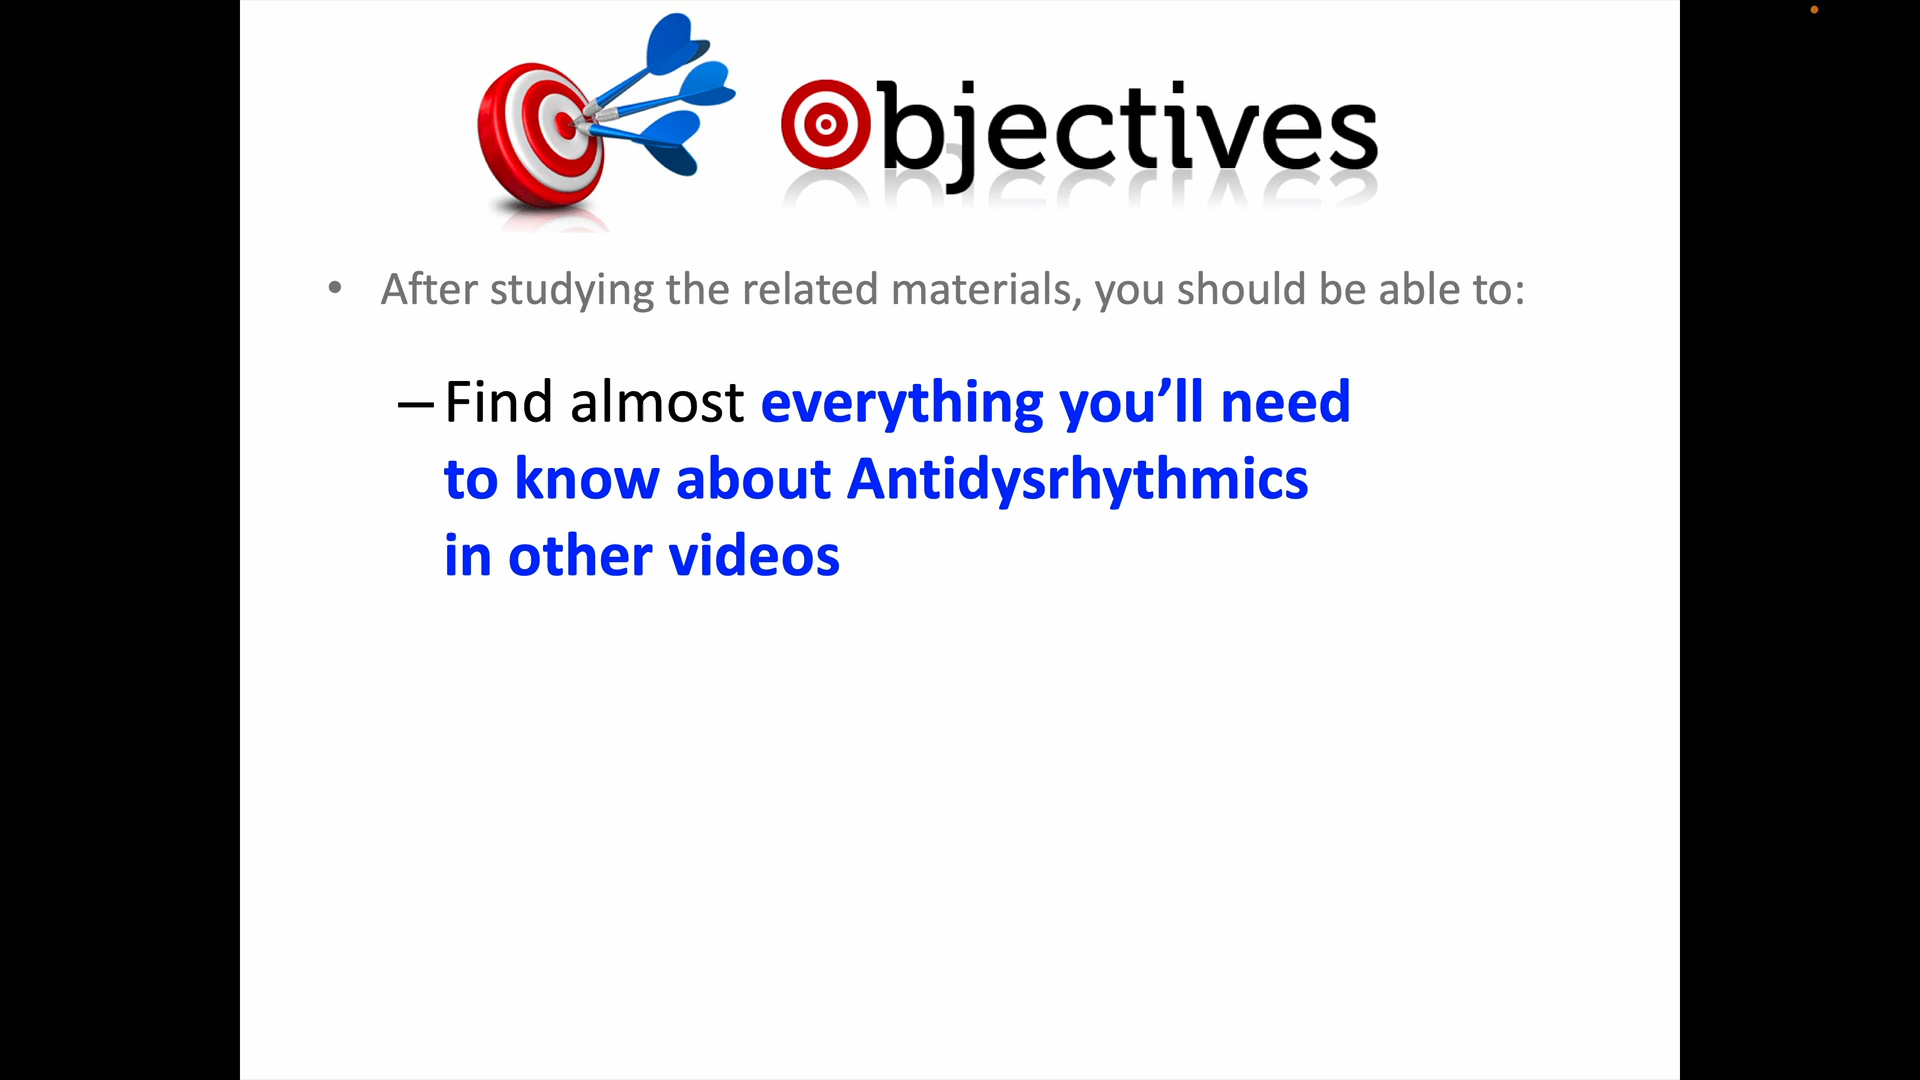 Objectives
• After studying the related materials, you should be able to:
– Find almost everything you’ll need
to know about Antidysrhythmics
in other videos